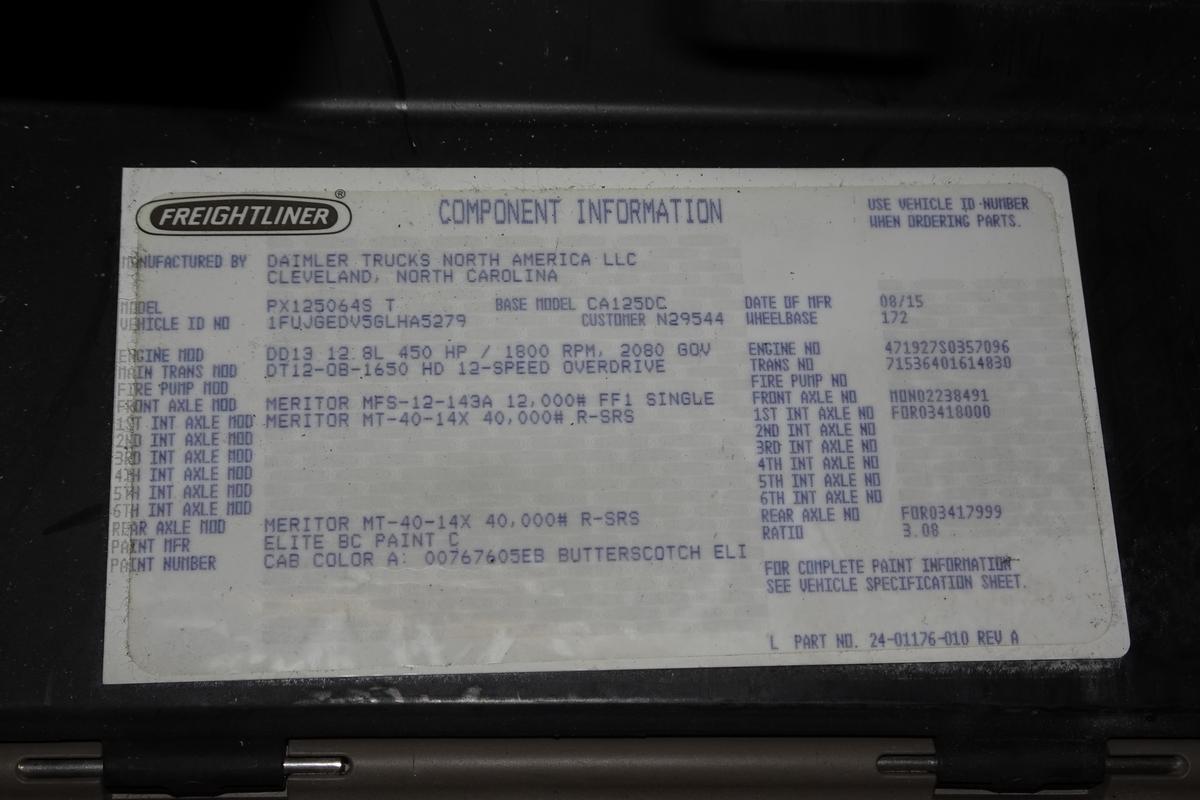 FREIGHTLINER ®
COMPONENT INFORMATION
USE VEHICLE ID NUMBER
WHEN ORDERING PARTS.
MANUFACTURED BY DAIMLER TRUCKS NORTH AMERICA LLC
CLEVELAND, NORTH CAROLINA
MODEL PX125064S T BASE MODEL CA125DC DATE OF MFR 08/15
VEHICLE ID NO 1FUJGEDV5GLHA5279 CUSTOMER N29544 WHEELBASE 172
ENGINE MOD DD13 12.8L 450 HP / 1800 RPM, 2080 GOV ENGINE NO 471927S0357096
MAIN TRANS MOD DT12-OB-1650 HD 12-SPEED OVERDRIVE TRANS NO 71536401614830
FIRE PUMP MOD FIRE PUMP NO
FRONT AXLE MOD MERITOR MFS-12-143A 12,000# FF1 SINGLE FRONT AXLE NO MON02238491
1ST INT AXLE MOD MERITOR MT-40-14X 40,000# R-SRS 1ST INT AXLE NO FOR03418000
2ND INT AXLE MOD 2ND INT AXLE NO
3RD INT AXLE MOD 3RD INT AXLE NO
4TH INT AXLE MOD 4TH INT AXLE NO
5TH INT AXLE MOD 5TH INT AXLE NO
6TH INT AXLE MOD 6TH INT AXLE NO
REAR AXLE MOD MERITOR MT-40-14X 40,000# R-SRS REAR AXLE NO FOR03417999
PAINT MFR ELITE BC PAINT C RATIO 3.08
PAINT NUMBER CAB COLOR A: 00767605EB BUTTERSCOTCH ELI
FOR COMPLETE PAINT INFORMATION
SEE VEHICLE SPECIFICATION SHEET.
L PART NO. 24-01176-010 REV A